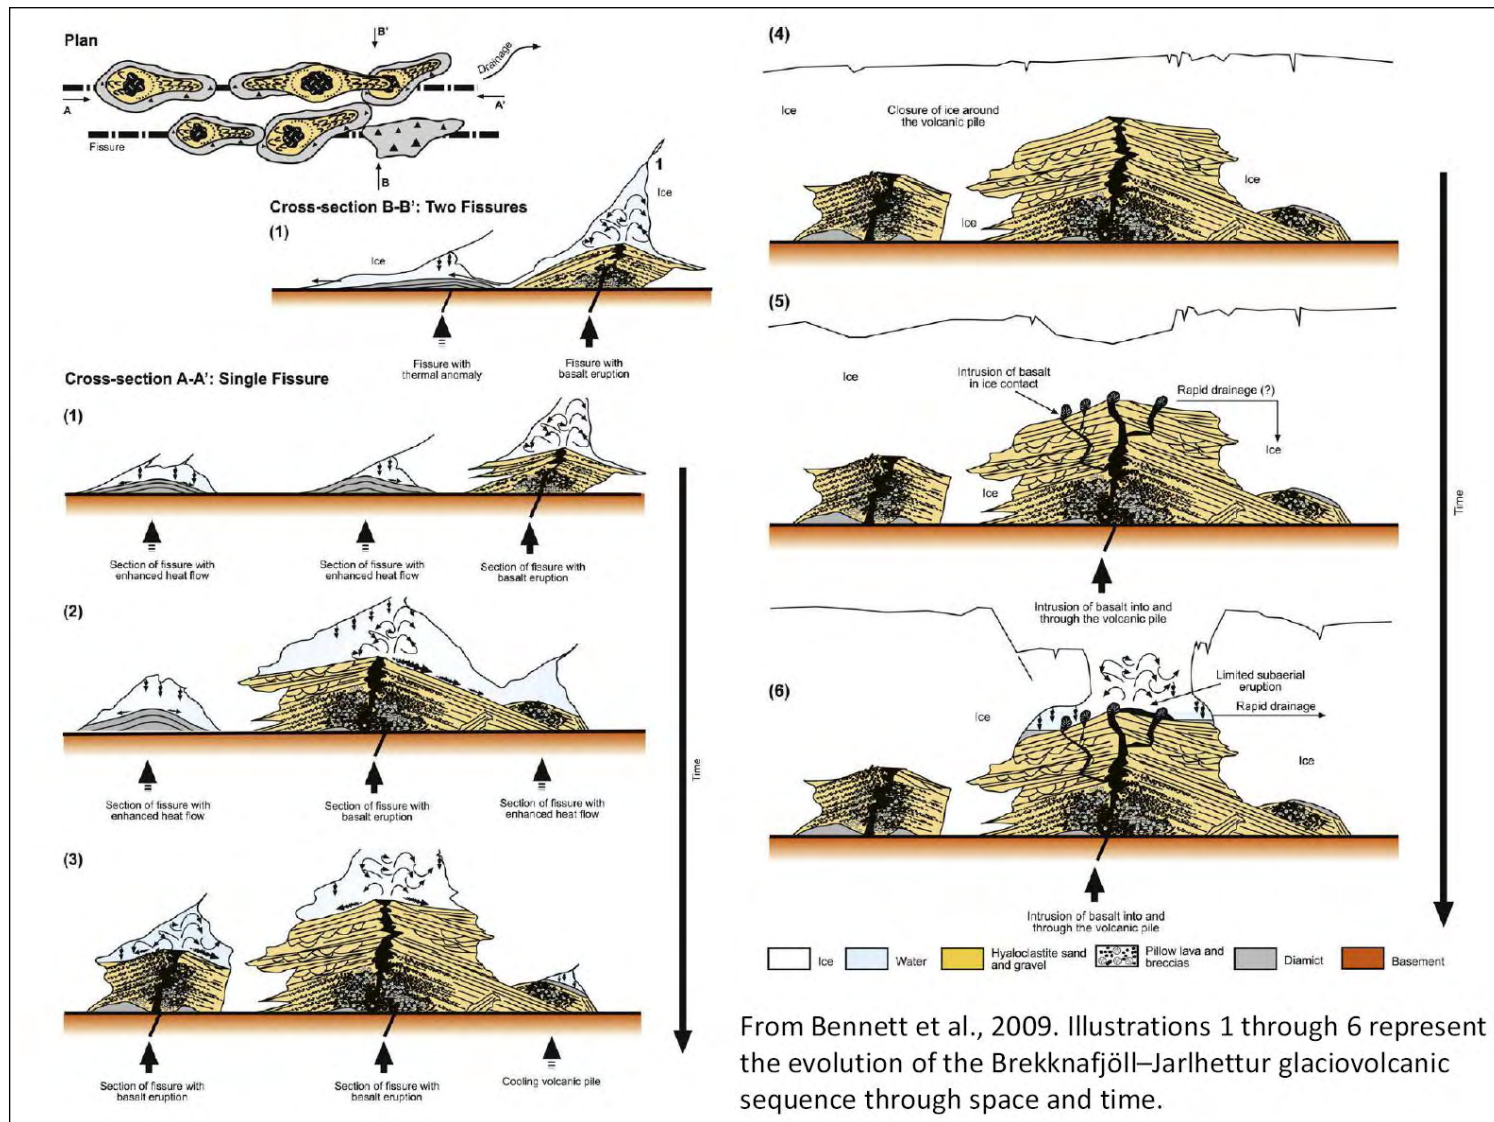 Plan
B'
Drainage
A
A'
Fissure
B
Cross-section B-B': Two Fissures
(1)
1
Ice
Ice
Fissure with
thermal anomaly
Fissure with
basalt eruption
Cross-section A-A': Single Fissure
(1)
Section of fissure with
enhanced heat flow
Section of fissure with
enhanced heat flow
Section of fissure with
basalt eruption
(2)
Section of fissure with
enhanced heat flow
Section of fissure with
basalt eruption
Section of fissure with
enhanced heat flow
Time
(3)
Section of fissure with
basalt eruption
Section of fissure with
basalt eruption
Cooling volcanic pile
(4)
Ice
Closure of ice around
the volcanic pile
Ice
Ice
(5)
Ice
Intrusion of basalt
in ice contact
Rapid drainage (?)
Ice
Ice
Intrusion of basalt into and
through the volcanic pile
Time
(6)
Ice
Limited subaerial
eruption
Rapid drainage
Ice
Intrusion of basalt into and
through the volcanic pile
Ice
Water
Hyaloclastite sand
and gravel
Pillow lava and
breccias
Diamict
Basement
From Bennett et al., 2009. Illustrations 1 through 6 represent
the evolution of the Brekknafjöll–Jarlhettur glaciovolcanic
sequence through space and time.